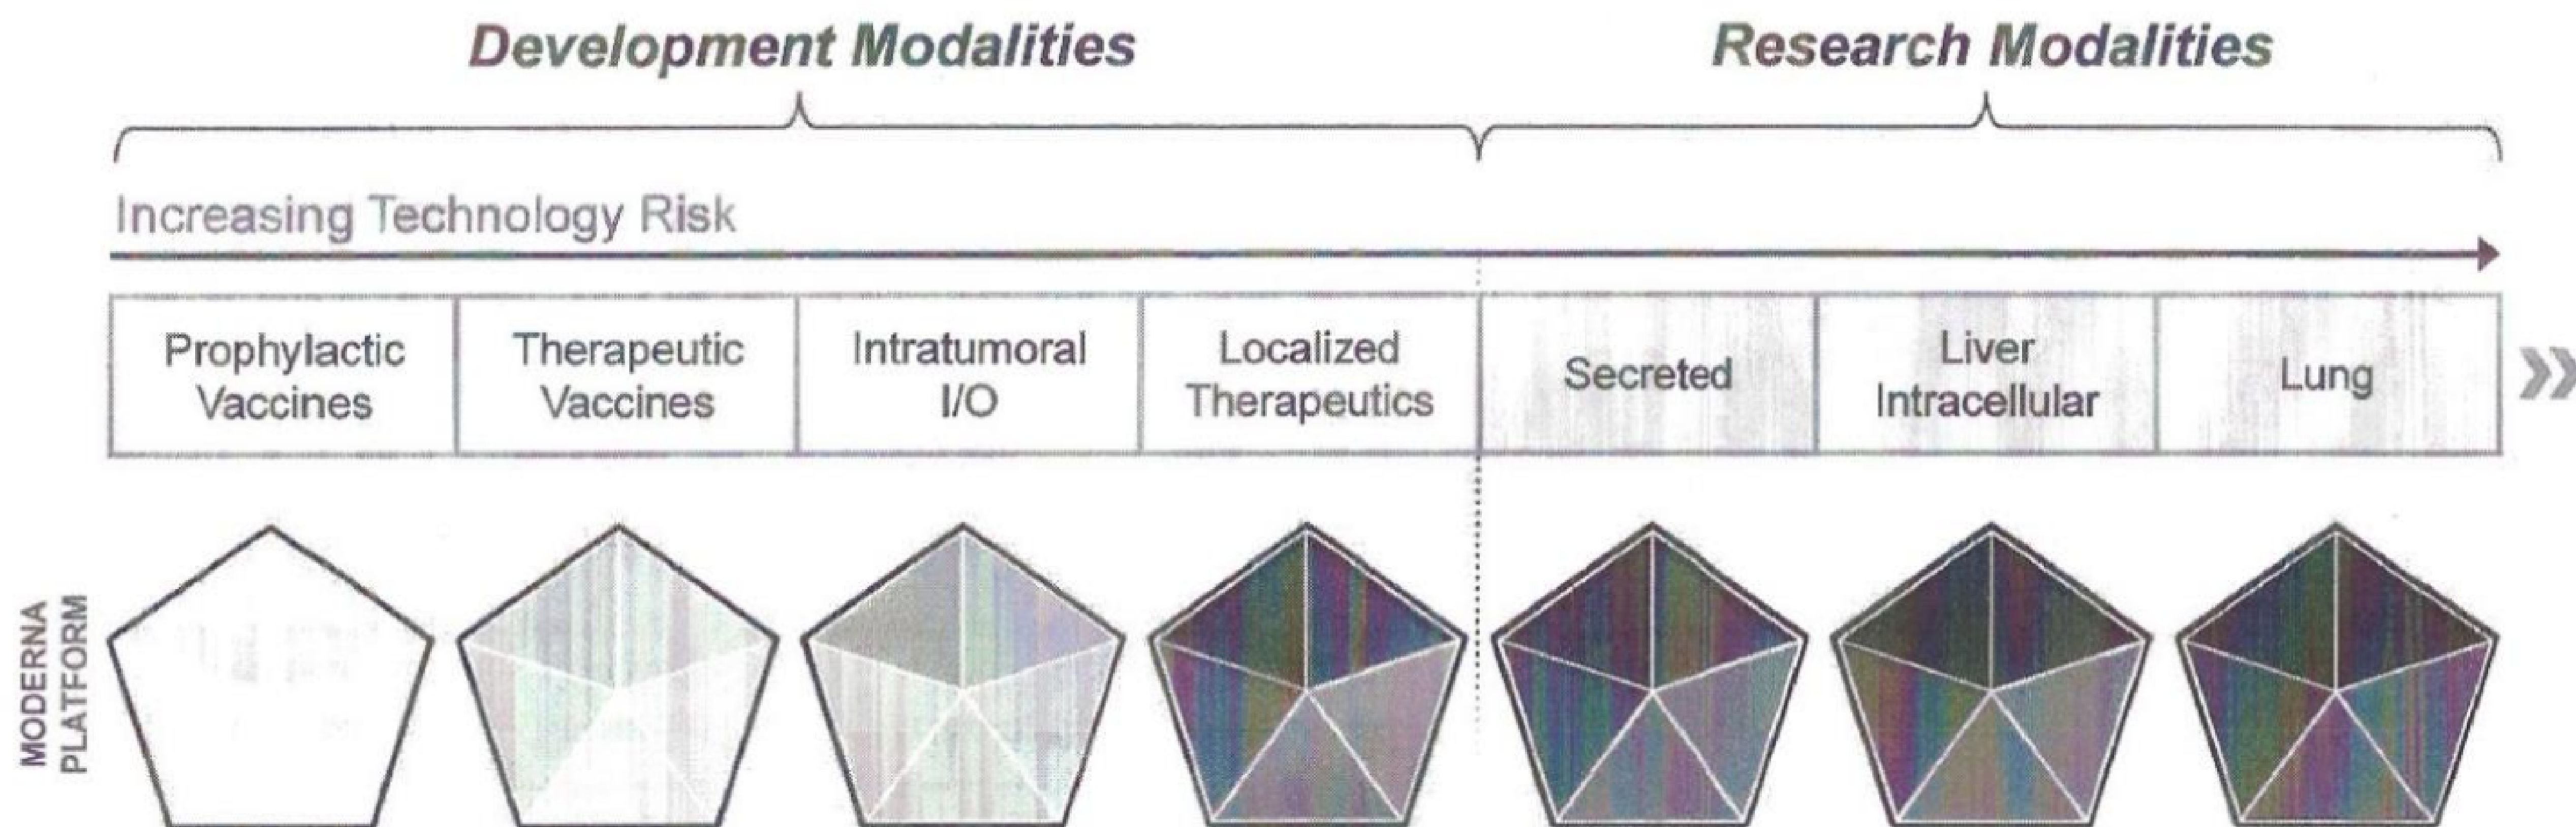 Development Modalities
Research Modalities
Increasing Technology Risk
Prophylactic
Vaccines
Therapeutic
Vaccines
Intratumoral
I/O
Localized
Therapeutics
Secreted
Liver
Intracellular
Lung
MODERNA
PLATFORM